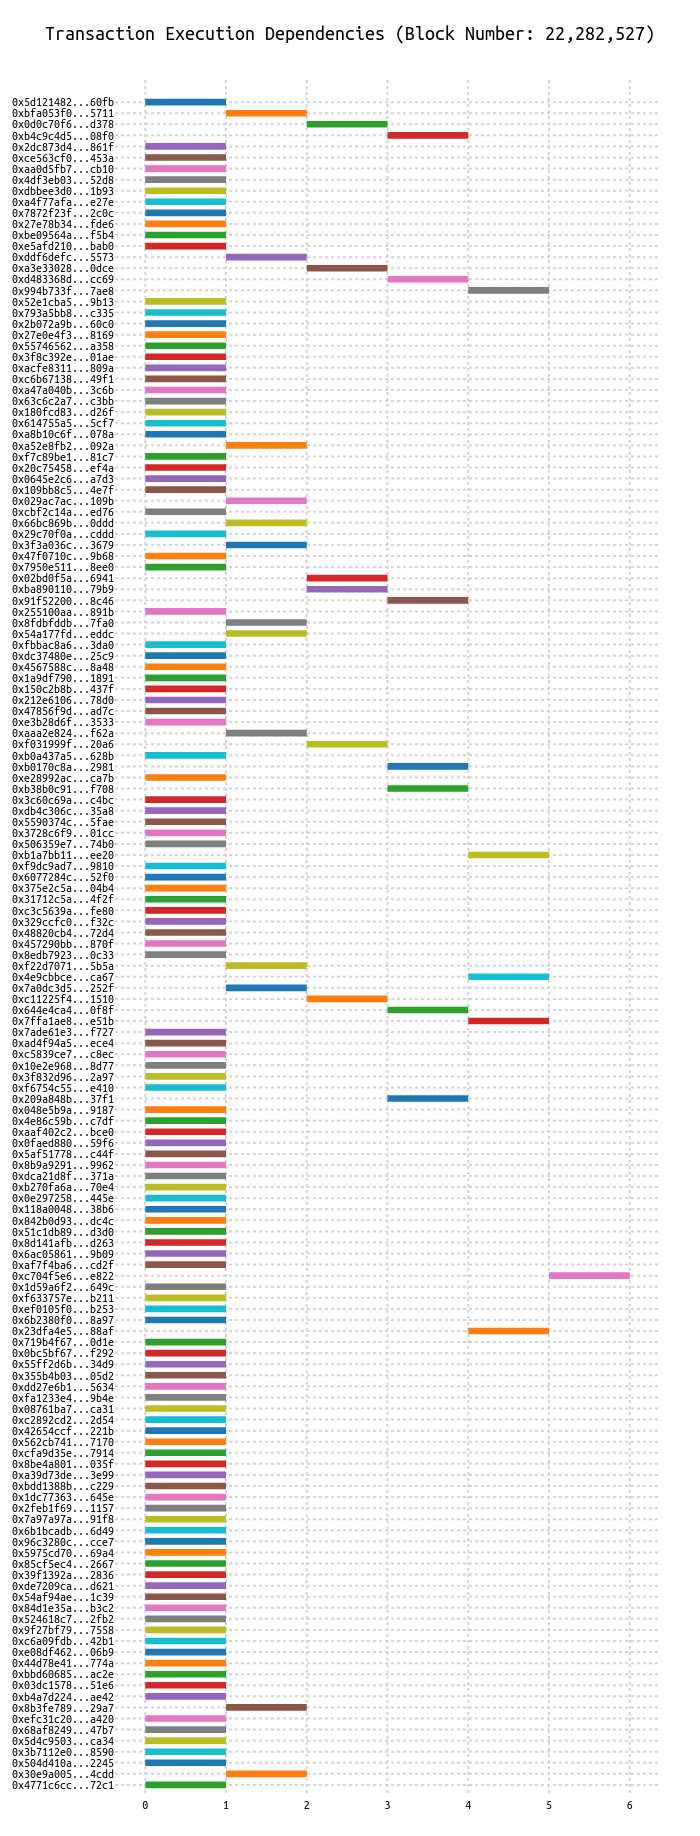 Transaction Execution Dependencies (Block Number: 22,282,527)
0x5d121482...60fb
0xbfa053f0...5711
0x0d0c70f6...d378
0xb4c9c4d5...08f0
0x2dc873d4...861f
0xce563cf0...453a
0xaa0d5fb7...cb10
0x4df3eb03...52d8
0xdbbee3d0...1b93
0xa4f77afa...e27e
0x7872f23f...2c0c
0x27e78b34...fde6
0xbe09564a...f5b4
0xe5afd210...bab0
0xddf6defc...5573
0xa3e33028...0dce
0xd483368d...cc69
0x994b733f...7ae8
0x52e1cba5...9b13
0x793a5bb8...c335
0x2b072a9b...60c0
0x27e0e4f3...8169
0x55746562...a358
0x3f8c392e...01ae
0xacfe8311...809a
0xc6b67138...49f1
0xa47a040b...3c6b
0x63c6c2a7...c3bb
0x180fcd83...d26f
0x614755a5...5cf7
0xa8b10c6f...078a
0xa52e8fb2...092a
0xf7c89be1...81c7
0x20c75458...ef4a
0x0645e2c6...a7d3
0x109bb8c5...4e7f
0x029ac7ac...109b
0xcbf2c14a...ed76
0x66bc869b...0ddd
0x29c70f0a...cddd
0x3f3a036c...3679
0x47f0710c...9b68
0x7950e511...8ee0
0x02bd0f5a...6941
0xba890110...79b9
0x91f52200...8c46
0x255100aa...891b
0x8fdbfddb...7fa0
0x54a177fd...eddc
0xfbbac8a6...3da0
0xdc37480e...25c9
0x4567588c...8a48
0x1a9df790...1891
0x150c2b8b...437f
0x212e6106...78d0
0x47856f9d...ad7c
0xe3b28d6f...3533
0xaaa2e824...f62a
0xf031999f...20a6
0xb0a437a5...628b
0xb0170c8a...2981
0xe28992ac...ca7b
0xb38b0c91...f708
0x3c60c69a...c4bc
0xdb4c306c...35a8
0x5590374c...5fae
0x3728c6f9...01cc
0x506359e7...74b0
0xb1a7bb11...ee20
0xf9dc9ad7...9810
0x6077284c...52f0
0x375e2c5a...04b4
0x31712c5a...4f2f
0xc3c5639a...fe80
0x329ccfc0...f32c
0x48820cb4...72d4
0x457290bb...870f
0x8edb7923...0c33
0xf22d7071...5b5a
0x4e9cbbce...ca67
0x7a0dc3d5...252f
0xc11225f4...1510
0x644e4ca4...0f8f
0x7ffa1ae8...e51b
0x7ade61e3...f727
0xad4f94a5...ece4
0xc5839ce7...c8ec
0x10e2e968...8d77
0x3f832d96...2a97
0xf6754c55...e410
0x209a848b...37f1
0x048e5b9a...9187
0x4e86c59b...c7df
0xaaf402c2...bce0
0x0faed880...59f6
0x5af51778...c44f
0x8b9a9291...9962
0xdca21d8f...371a
0xb270fa6a...70e4
0x0e297258...445e
0x118a0048...38b6
0x842b0d93...dc4c
0x51c1db89...d3d0
0x8d141afb...d263
0x6ac05861...9b09
0xaf7f4ba6...cd2f
0xc704f5e6...e822
0x1d59a6f2...649c
0xf633757e...b211
0xef0105f0...b253
0x6b2380f0...8a97
0x23dfa4e5...88af
0x719b4f67...0d1e
0x0bc5bf67...f292
0x55ff2d6b...34d9
0x355b4b03...05d2
0xdd27e6b1...5634
0xfa1233e4...9b4e
0x08761ba7...ca31
0xc2892cd2...2d54
0x42654ccf...221b
0x562cb741...7170
0xcfa9d35e...7914
0x8be4a801...035f
0xa39d73de...3e99
0xbdd1388b...c229
0x1dc77363...645e
0x2feb1f69...1157
0x7a97a97a...91f8
0x6b1bcadb...6d49
0x96c3280c...cce7
0x5975cd70...69a4
0x85cf5ec4...2667
0x39f1392a...2836
0xde7209ca...d621
0x54af94ae...1c39
0x84d1e35a...b3c2
0x524618c7...2fb2
0x9f27bf79...7558
0xc6a09fdb...42b1
0xe08df462...06b9
0x44d78e41...774a
0xbbd60685...ac2e
0x03dc1578...51e6
0xb4a7d224...ae42
0x8b3fe789...29a7
0xefc31c20...a420
0x68af8249...47b7
0x5d4c9503...ca34
0x3b7112e0...8590
0x504d410a...2245
0x30e9a005...4cdd
0x4771c6cc...72c1
0 1 2 3 4 5 6